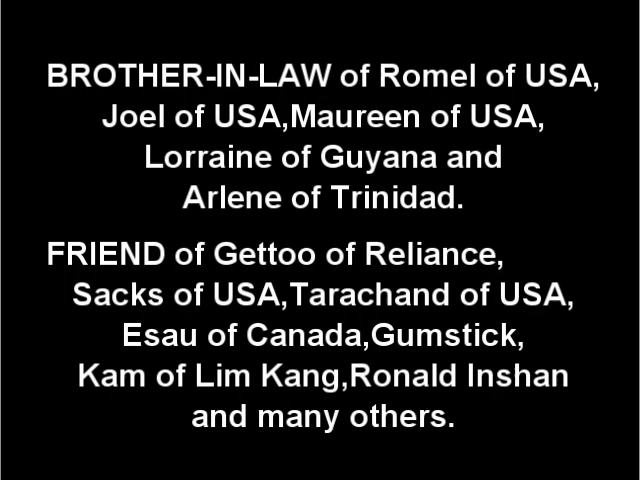 BROTHER-IN-LAW of Romel of USA,
Joel of USA,Maureen of USA,
Lorraine of Guyana and
Arlene of Trinidad.
FRIEND of Gettoo of Reliance,
Sacks of USA,Tarachand of USA,
Esau of Canada,Gumstick,
Kam of Lim Kang,Ronald Inshan
and many others.